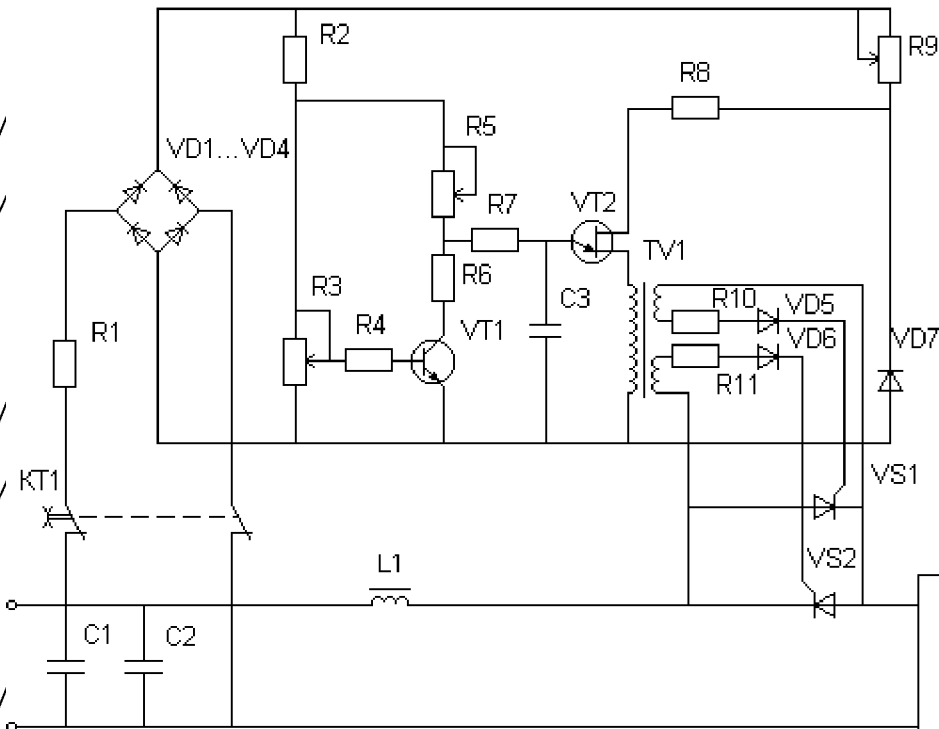 R2
R9
R8
R5
VD1...VD4
R7
VT2
TV1
R6
R3
C3
R10
VD5
R4
VT1
R1
VD6
VD7
R11
КТ1
VS1
VS2
L1
C1
C2